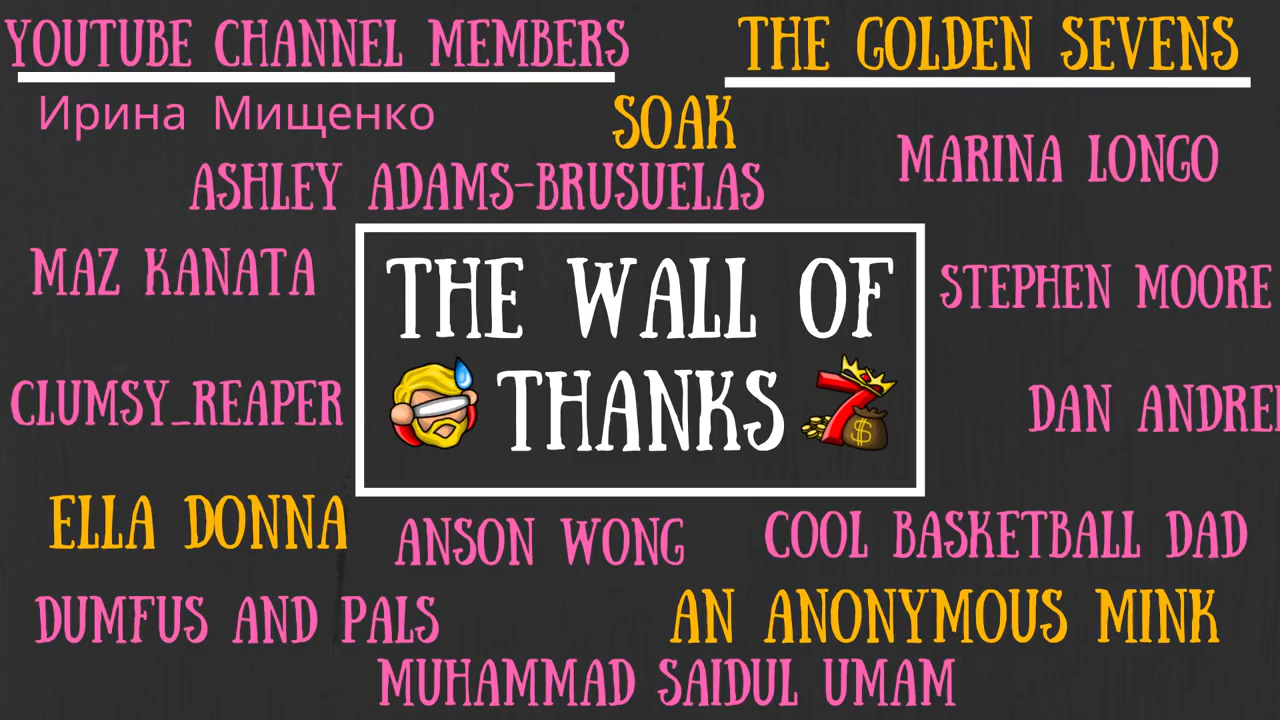 YOUTUBE CHANNEL MEMBERS
THE GOLDEN SEVENS
Ирина Мищенко
SOAK
MARINA LONGO
ASHLEY ADAMS-BRUSUELAS
MAZ KANATA
THE WALL OF
THANKS
STEPHEN MOORE
CLUMSY_REAPER
DAN
ELLA DONNA
ANSON WONG
COOL BASKETBALL DAD
DUMFUS AND PALS
AN ANONYMOUS MINK
MUHAMMAD SAIDUL UMAM